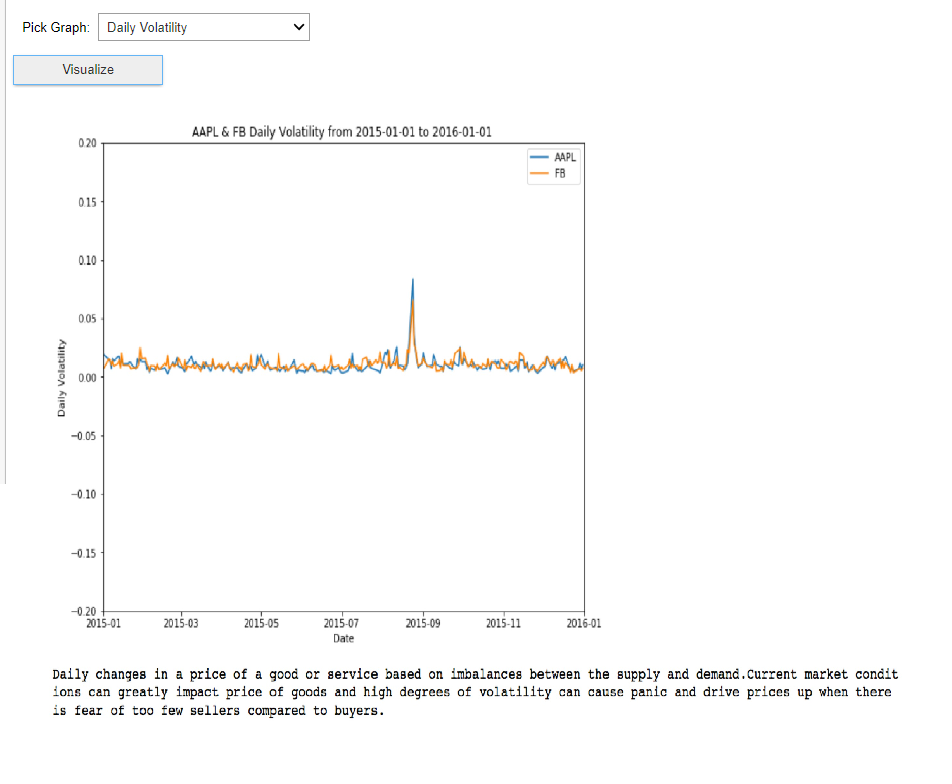 Pick Graph: Daily Volatility
Visualize
AAPL & FB Daily Volatility from 2015-01-01 to 2016-01-01
AAPL
FB
0.20
0.15
0.10
0.05
0.00
−0.05
−0.10
−0.15
−0.20
Daily Volatility
2015-01 2015-03 2015-05 2015-07 2015-09 2015-11 2016-01
Date
Daily changes in a price of a good or service based on imbalances between the supply and demand.Current market condit
ions can greatly impact price of goods and high degrees of volatility can cause panic and drive prices up when there
is fear of too few sellers compared to buyers.